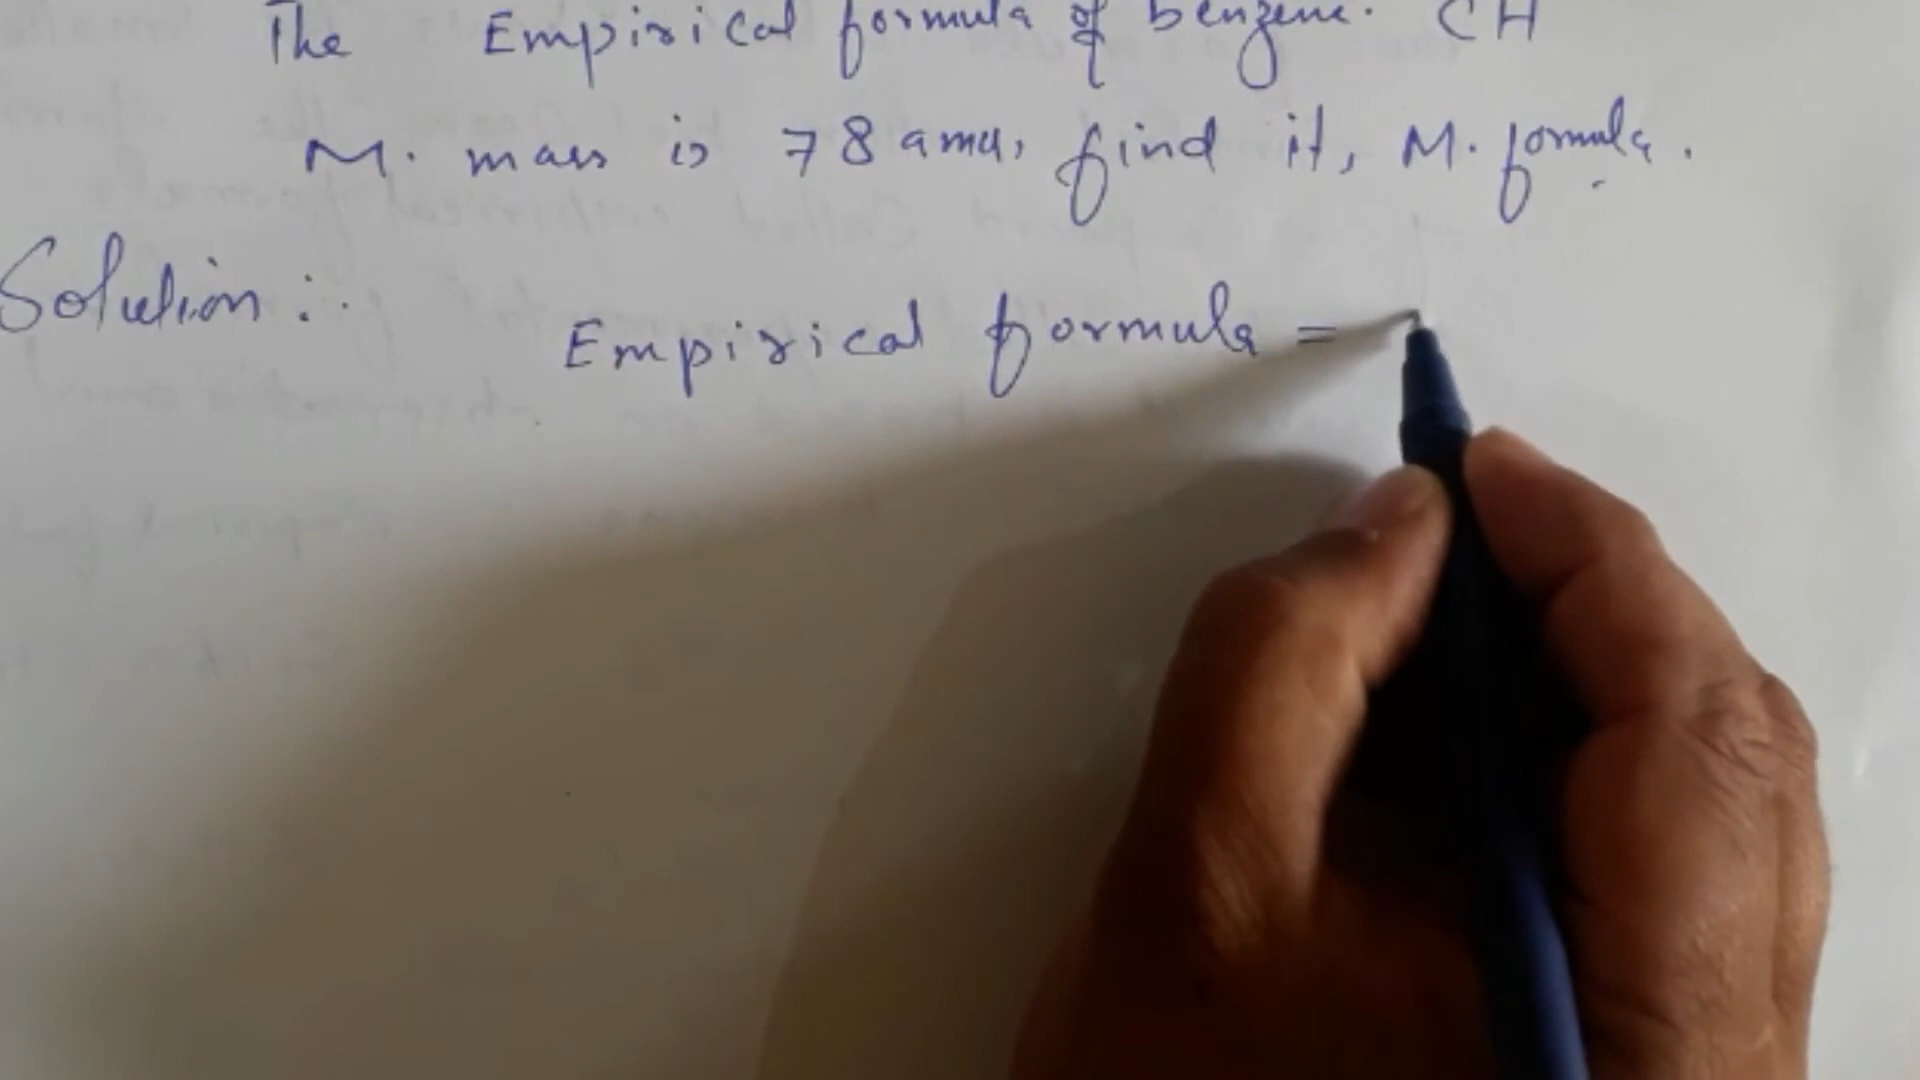 The Empirical formula of benzene. CH
M. mass is 78 amu, find it, M. formula.
Solution :.
Empirical formula =